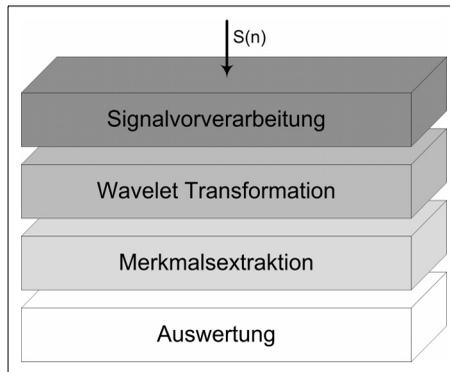 S(n)
Signalvorverarbeitung
Wavelet Transformation
Merkmalsextraktion
Auswertung